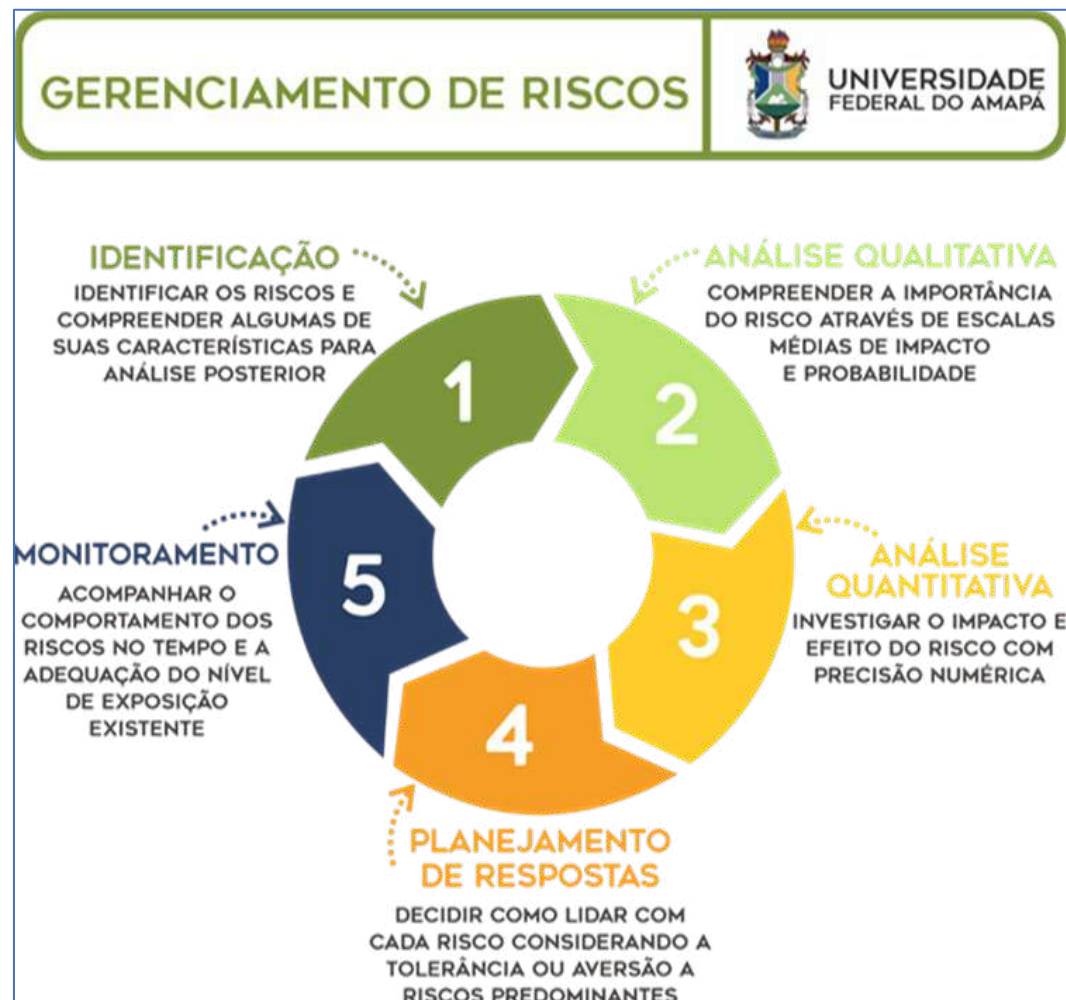 GERENCIAMENTO DE RISCOS
UNIVERSIDADE
FEDERAL DO AMAPÁ
IDENTIFICAÇÃO
IDENTIFICAR OS RISCOS E
COMPREENDER ALGUMAS DE
SUAS CARACTERÍSTICAS PARA
ANÁLISE POSTERIOR
1
ANÁLISE QUALITATIVA
COMPREENDER A IMPORTÂNCIA
DO RISCO ATRAVÉS DE ESCALAS
MÉDIAS DE IMPACTO
E PROBABILIDADE
2
ANÁLISE
QUANTITATIVA
INVESTIGAR O IMPACTO E
EFEITO DO RISCO COM
PRECISÃO NUMÉRICA
3
PLANEJAMENTO
DE RESPOSTAS
DECIDIR COMO LIDAR COM
CADA RISCO CONSIDERANDO A
TOLERÂNCIA OU AVERSÃO A
RISCOS PREDOMINANTES
4
MONITORAMENTO
ACOMPANHAR O
COMPORTAMENTO DOS
RISCOS NO TEMPO E A
ADEQUAÇÃO DO NÍVEL
DE EXPOSIÇÃO
EXISTENTE
5